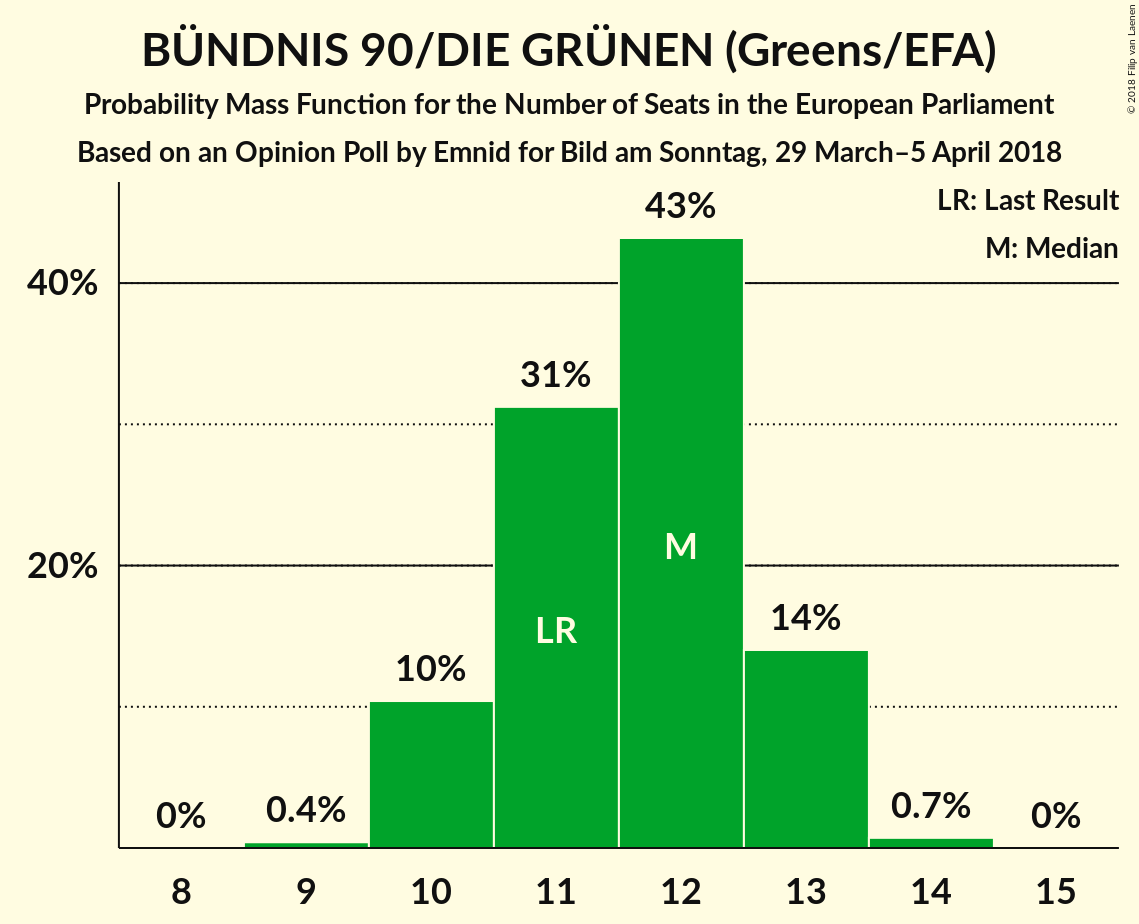 BÜNDNIS 90/DIE GRÜNEN (Greens/EFA)
Probability Mass Function for the Number of Seats in the European Parliament
Based on an Opinion Poll by Emnid for Bild am Sonntag, 29 March–5 April 2018
© 2018 Filip van Laenen
LR: Last Result
M: Median
43%
40%
31%
20%
M
LR
14%
10%
0%
0.4%
0.7%
0%
8 9 10 11 12 13 14 15